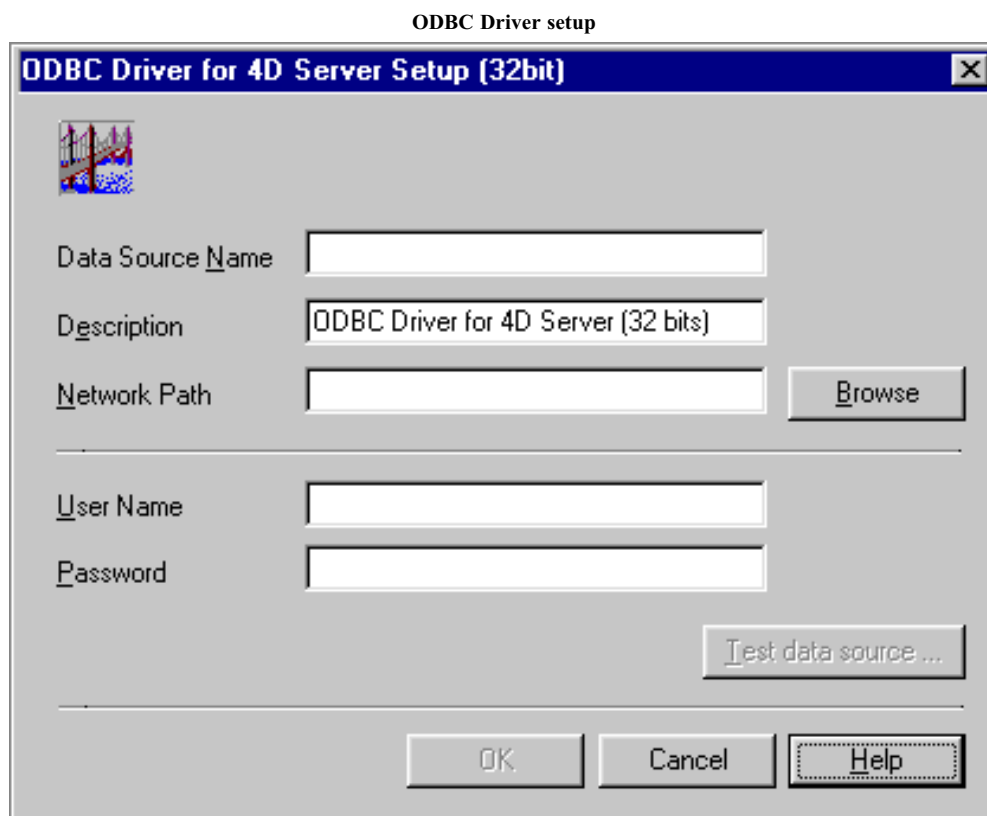 ODBC Driver setup
ODBC Driver for 4D Server Setup (32bit)
Data Source Name
Description ODBC Driver for 4D Server (32 bits)
Network Path Browse
User Name
Password
Test data source ...
OK Cancel Help